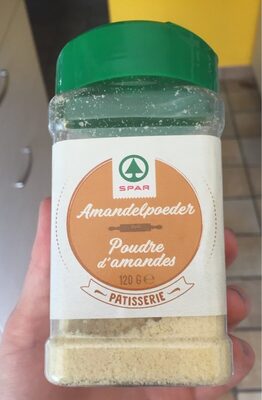 SPAR
Amandelpoeder
Poudre
d'amandes
120 G ℮
PATISSERIE